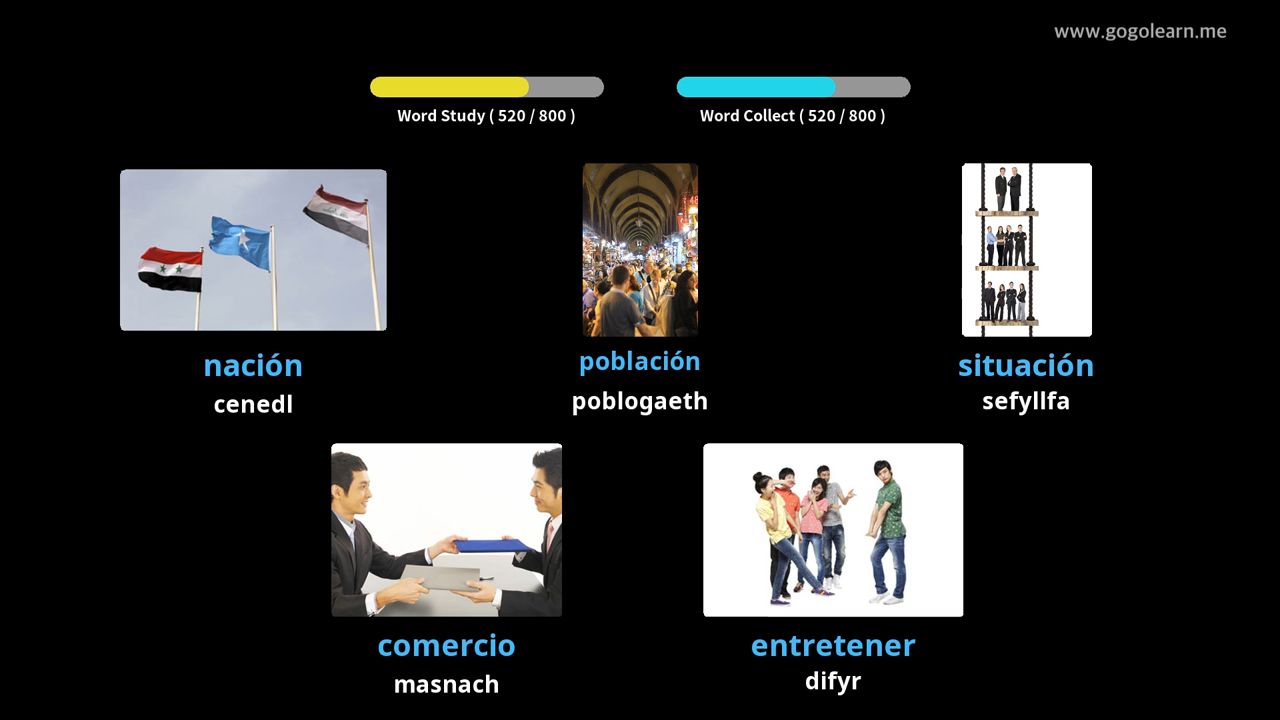 www.gogolearn.me
Word Study ( 520 / 800 )
Word Collect ( 520 / 800 )
nación
cenedl
población
poblogaeth
situación
sefyllfa
comercio
masnach
entretener
difyr